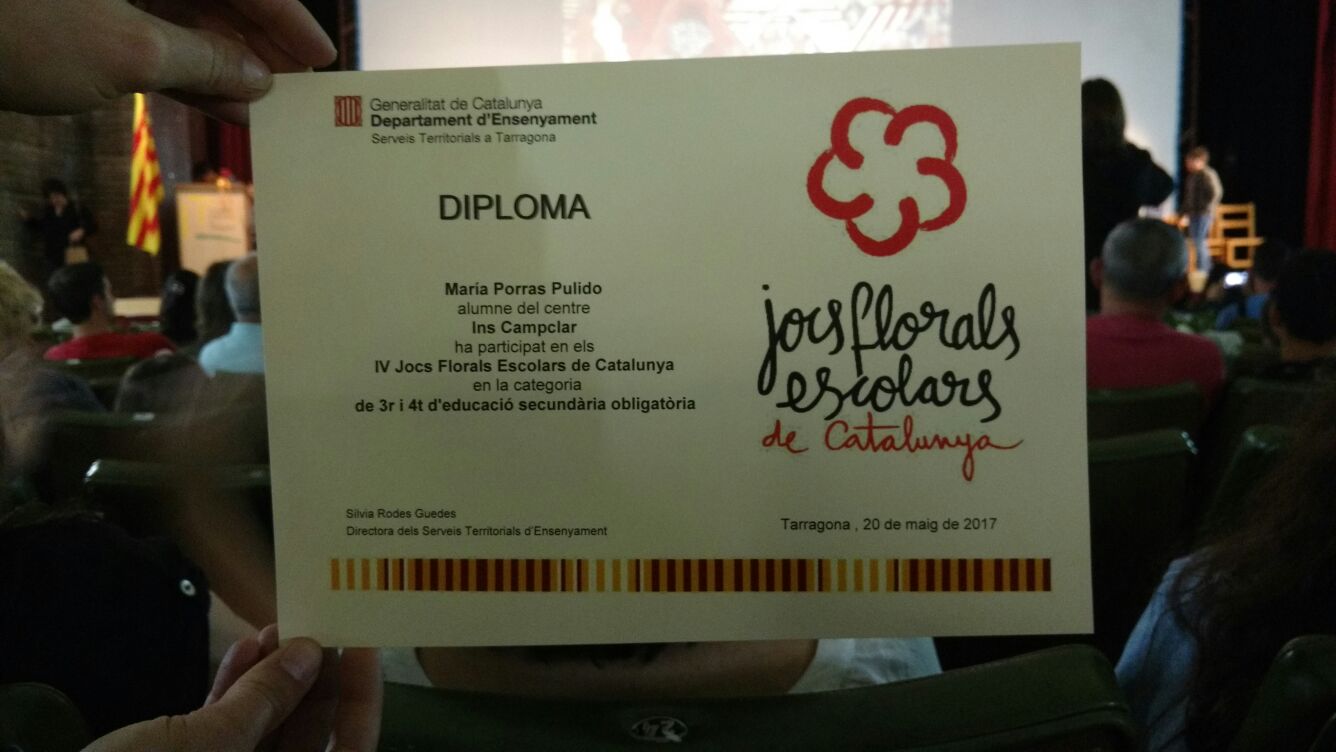 Generalitat de Catalunya
Departament d'Ensenyament
Serveis Territorials a Tarragona
DIPLOMA
María Porras Pulido
alumne del centre
Ins Campclar
ha participat en els
IV Jocs Florals Escolars de Catalunya
en la categoria
de 3r i 4t d'educació secundària obligatòria
Sílvia Rodes Guedes
Directora dels Serveis Territorials d'Ensenyament
jocs florals
escolars
de Catalunya
Tarragona , 20 de maig de 2017